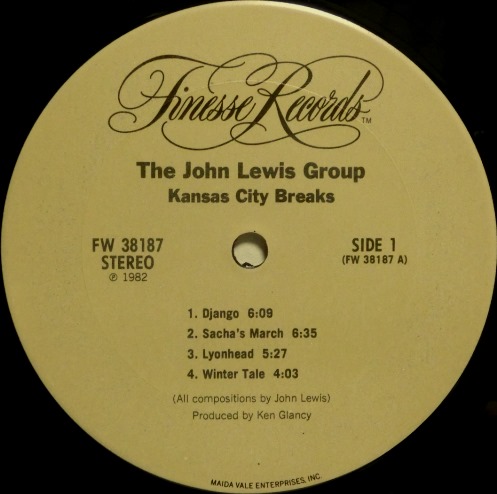 Finesse Records TM
The John Lewis Group
Kansas City Breaks
FW 38187
STEREO
℗ 1982
SIDE 1
(FW 38187 A)
1. Django 6:09
2. Sacha's March 6:35
3. Lyonhead 5:27
4. Winter Tale 4:03
(All compositions by John Lewis)
Produced by Ken Glancy
MAIDA VALE ENTERPRISES, INC.